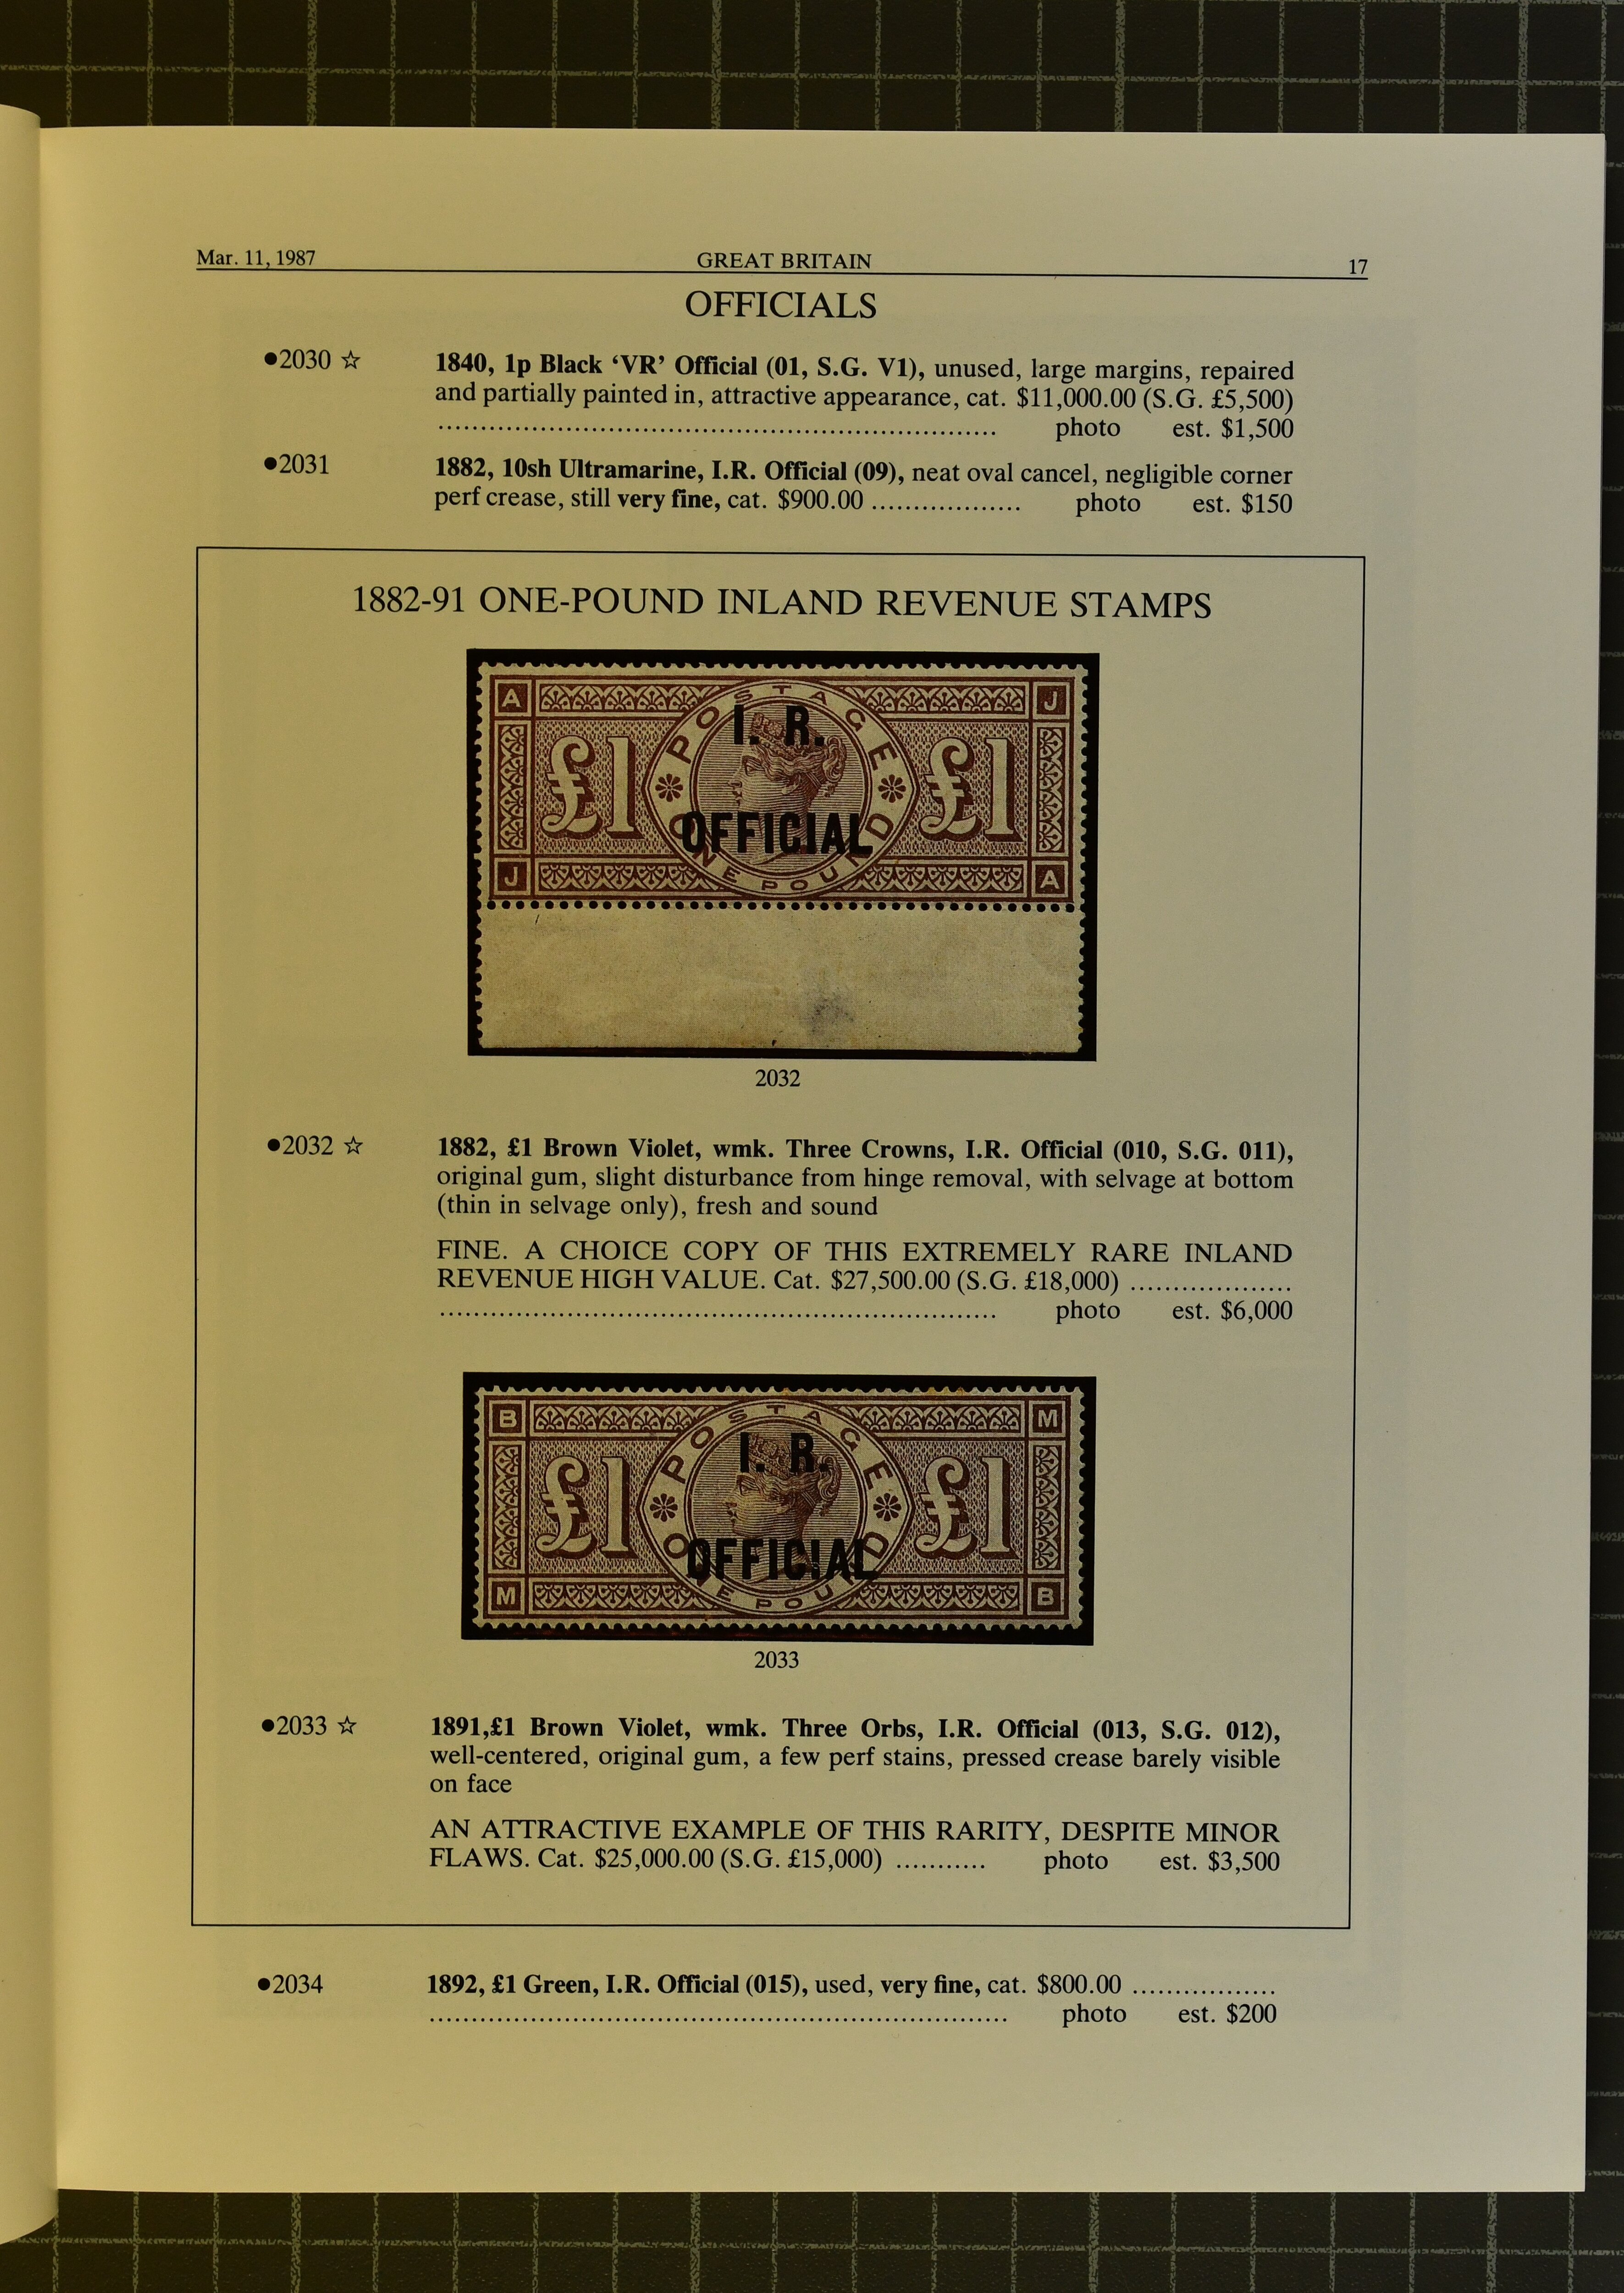 Mar. 11, 1987 GREAT BRITAIN 17
OFFICIALS
●2030 ☆ 1840, 1p Black ‘VR’ Official (01, S.G. V1), unused, large margins, repaired
and partially painted in, attractive appearance, cat. $11,000.00 (S.G. £5,500)
.................................................................. photo est. $1,500
●2031 1882, 10sh Ultramarine, I.R. Official (09), neat oval cancel, negligible corner
perf crease, still very fine, cat. $900.00 .................. photo est. $150
1882-91 ONE-POUND INLAND REVENUE STAMPS
A J
POSTAGE
I. R.
£1 £1
OFFICIAL
ONE POUND
J A
2032
●2032 ☆ 1882, £1 Brown Violet, wmk. Three Crowns, I.R. Official (010, S.G. 011),
original gum, slight disturbance from hinge removal, with selvage at bottom
(thin in selvage only), fresh and sound
FINE. A CHOICE COPY OF THIS EXTREMELY RARE INLAND
REVENUE HIGH VALUE. Cat. $27,500.00 (S.G. £18,000) ...................
.................................................................. photo est. $6,000
B M
POSTAGE
I. R.
£1 £1
OFFICIAL
ONE POUND
M B
2033
●2033 ☆ 1891,£1 Brown Violet, wmk. Three Orbs, I.R. Official (013, S.G. 012),
well-centered, original gum, a few perf stains, pressed crease barely visible
on face
AN ATTRACTIVE EXAMPLE OF THIS RARITY, DESPITE MINOR
FLAWS. Cat. $25,000.00 (S.G. £15,000) ........... photo est. $3,500
●2034 1892, £1 Green, I.R. Official (015), used, very fine, cat. $800.00 .................
..................................................................... photo est. $200